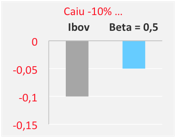 Caiu -10% ...
Ibov Beta = 0,5
0
-0,05
-0,1
-0,15